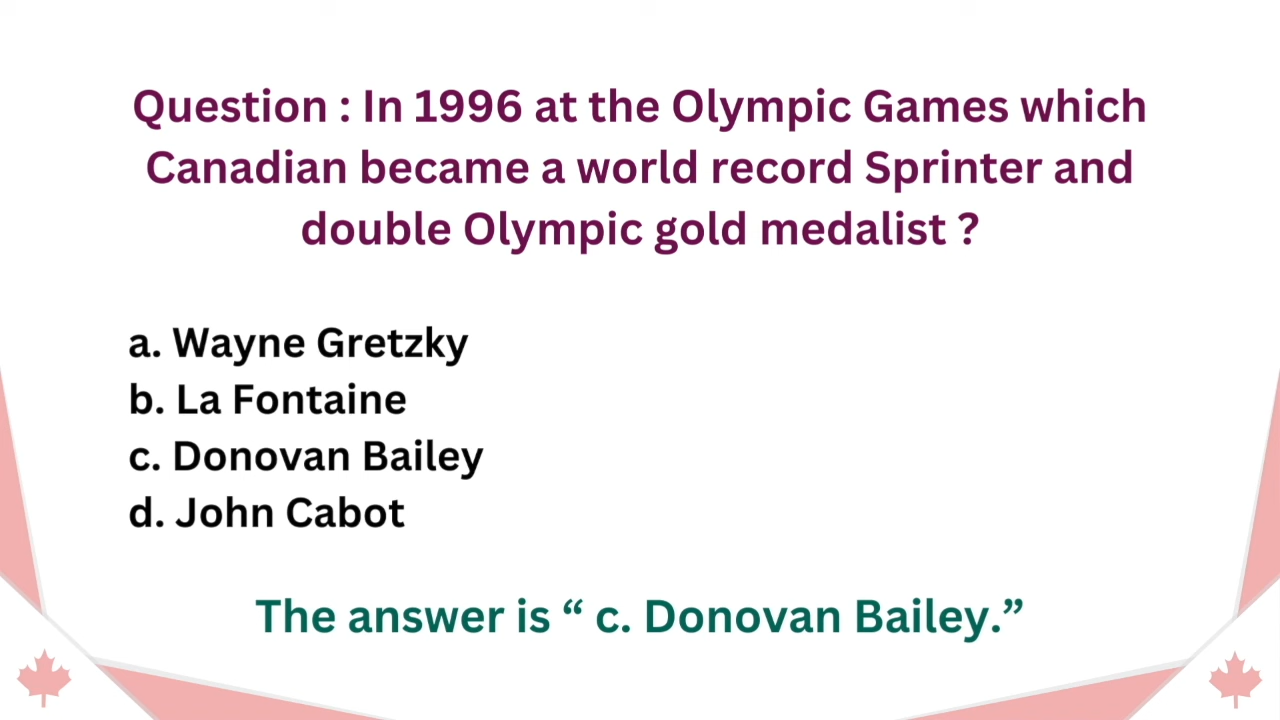 Question : In 1996 at the Olympic Games which
Canadian became a world record Sprinter and
double Olympic gold medalist ?
a. Wayne Gretzky
b. La Fontaine
c. Donovan Bailey
d. John Cabot
The answer is “ c. Donovan Bailey.”